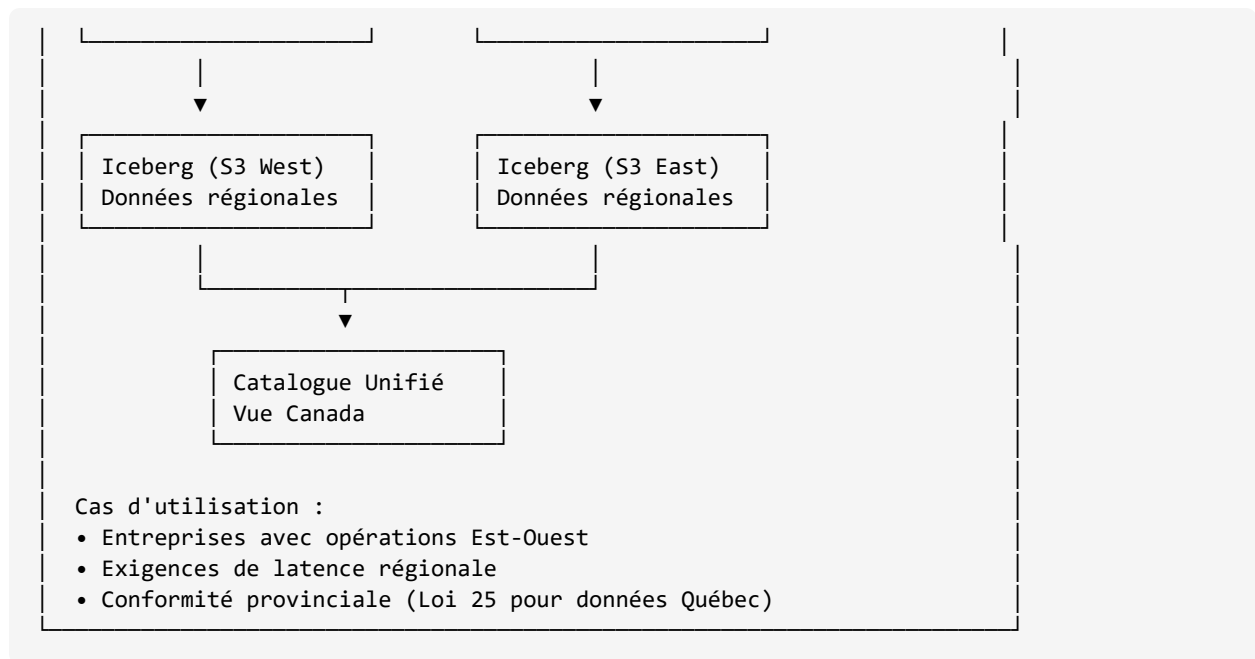 Iceberg (S3 West) Iceberg (S3 East)
Données régionales Données régionales
Catalogue Unifié
Vue Canada
Cas d'utilisation :
• Entreprises avec opérations Est-Ouest
• Exigences de latence régionale
• Conformité provinciale (Loi 25 pour données Québec)